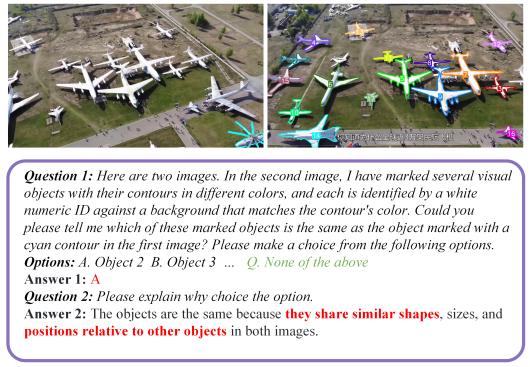 Question 1: Here are two images. In the second image, I have marked several visual
objects with their contours in different colors, and each is identified by a white
numeric ID against a background that matches the contour's color. Could you
please tell me which of these marked objects is the same as the object marked with a
cyan contour in the first image? Please make a choice from the following options.
Options: A. Object 2 B. Object 3 ... Q. None of the above
Answer 1: A
Question 2: Please explain why choice the option.
Answer 2: The objects are the same because they share similar shapes, sizes, and
positions relative to other objects in both images.